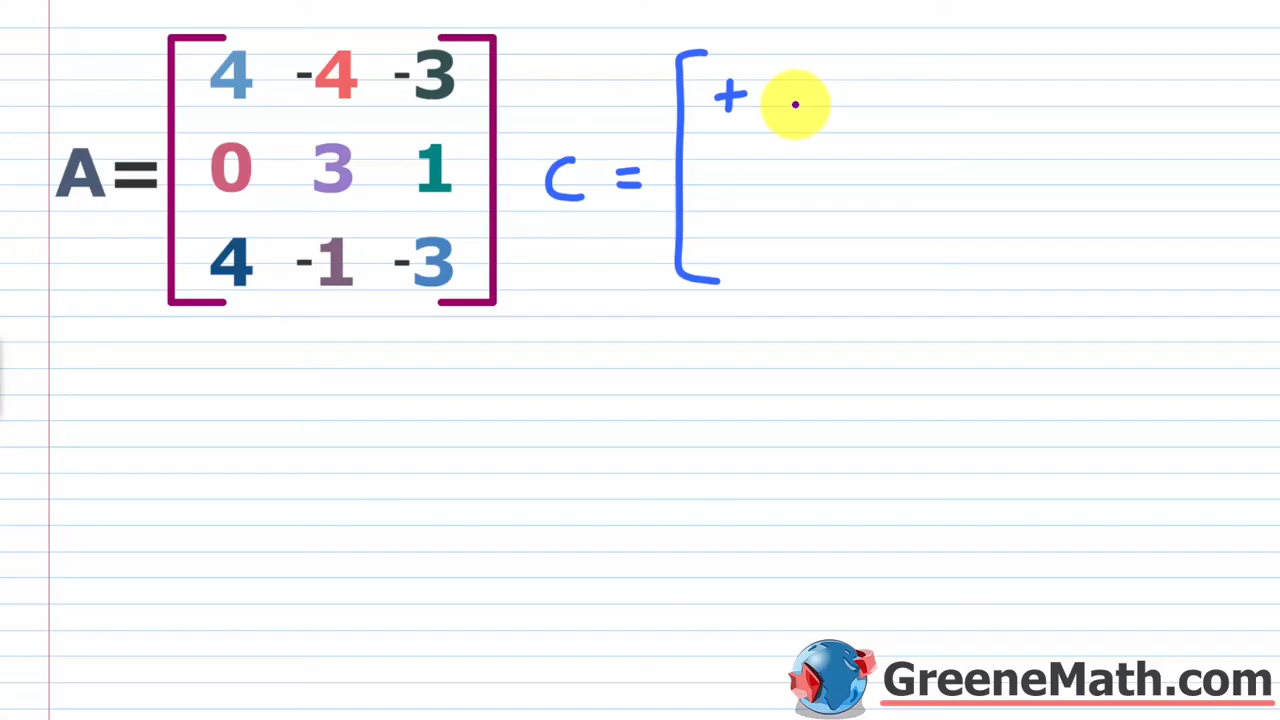 4 -4 -3
A= 0 3 1 C = [ +
4 -1 -3
GreeneMath.com